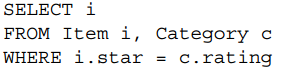 SELECT i
FROM Item i, Category c
WHERE i.star = c.rating